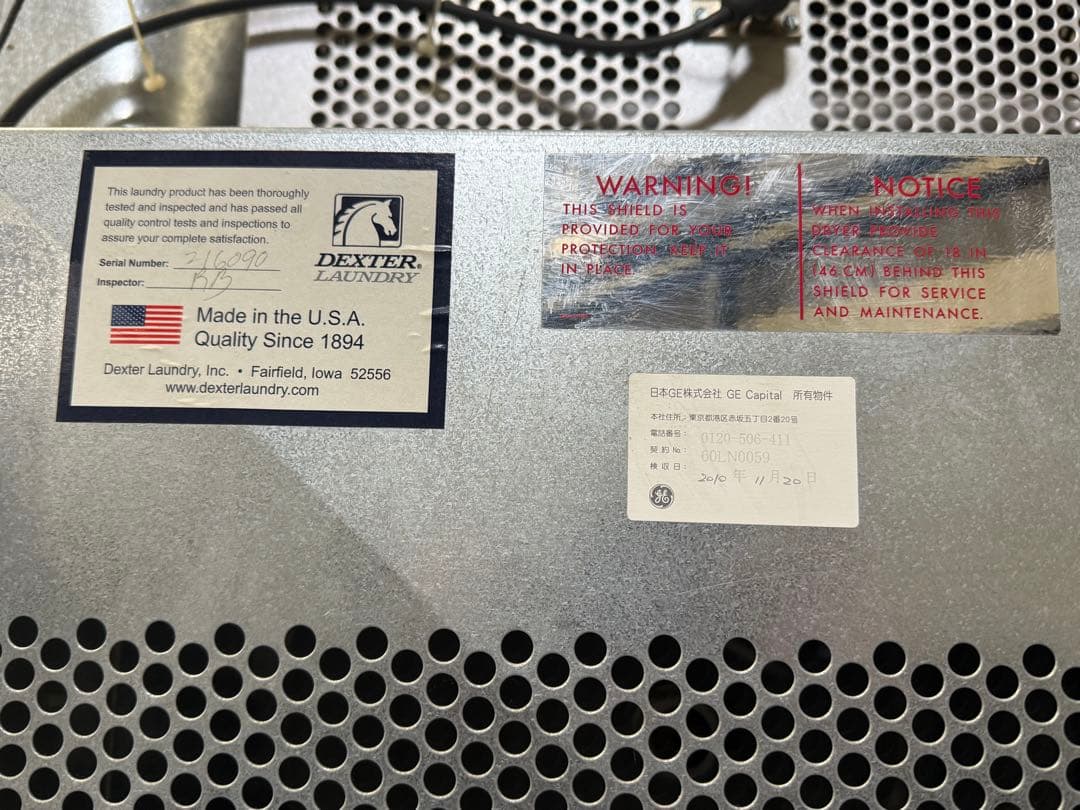 This laundry product has been thoroughly
tested and inspected and has passed all
quality control tests and inspections to
assure your complete satisfaction.
Serial Number: 216090
Inspector: RB
DEXTER®
LAUNDRY
Made in the U.S.A.
Quality Since 1894
Dexter Laundry, Inc. • Fairfield, Iowa 52556
www.dexterlaundry.com
WARNING!
THIS SHIELD IS
PROVIDED FOR YOUR
PROTECTION KEEP IT
IN PLACE.
NOTICE
WHEN INSTALLING THIS
DRYER PROVIDE
CLEARANCE OF 18 IN
(46 CM) BEHIND THIS
SHIELD FOR SERVICE
AND MAINTENANCE.
日本GE株式会社 GE Capital 所有物件
本社住所: 東京都港区赤坂五丁目2番20号
電話番号: 0120-506-411
契約No.: 60LN0059
検収日: 2010年11月20日
GE